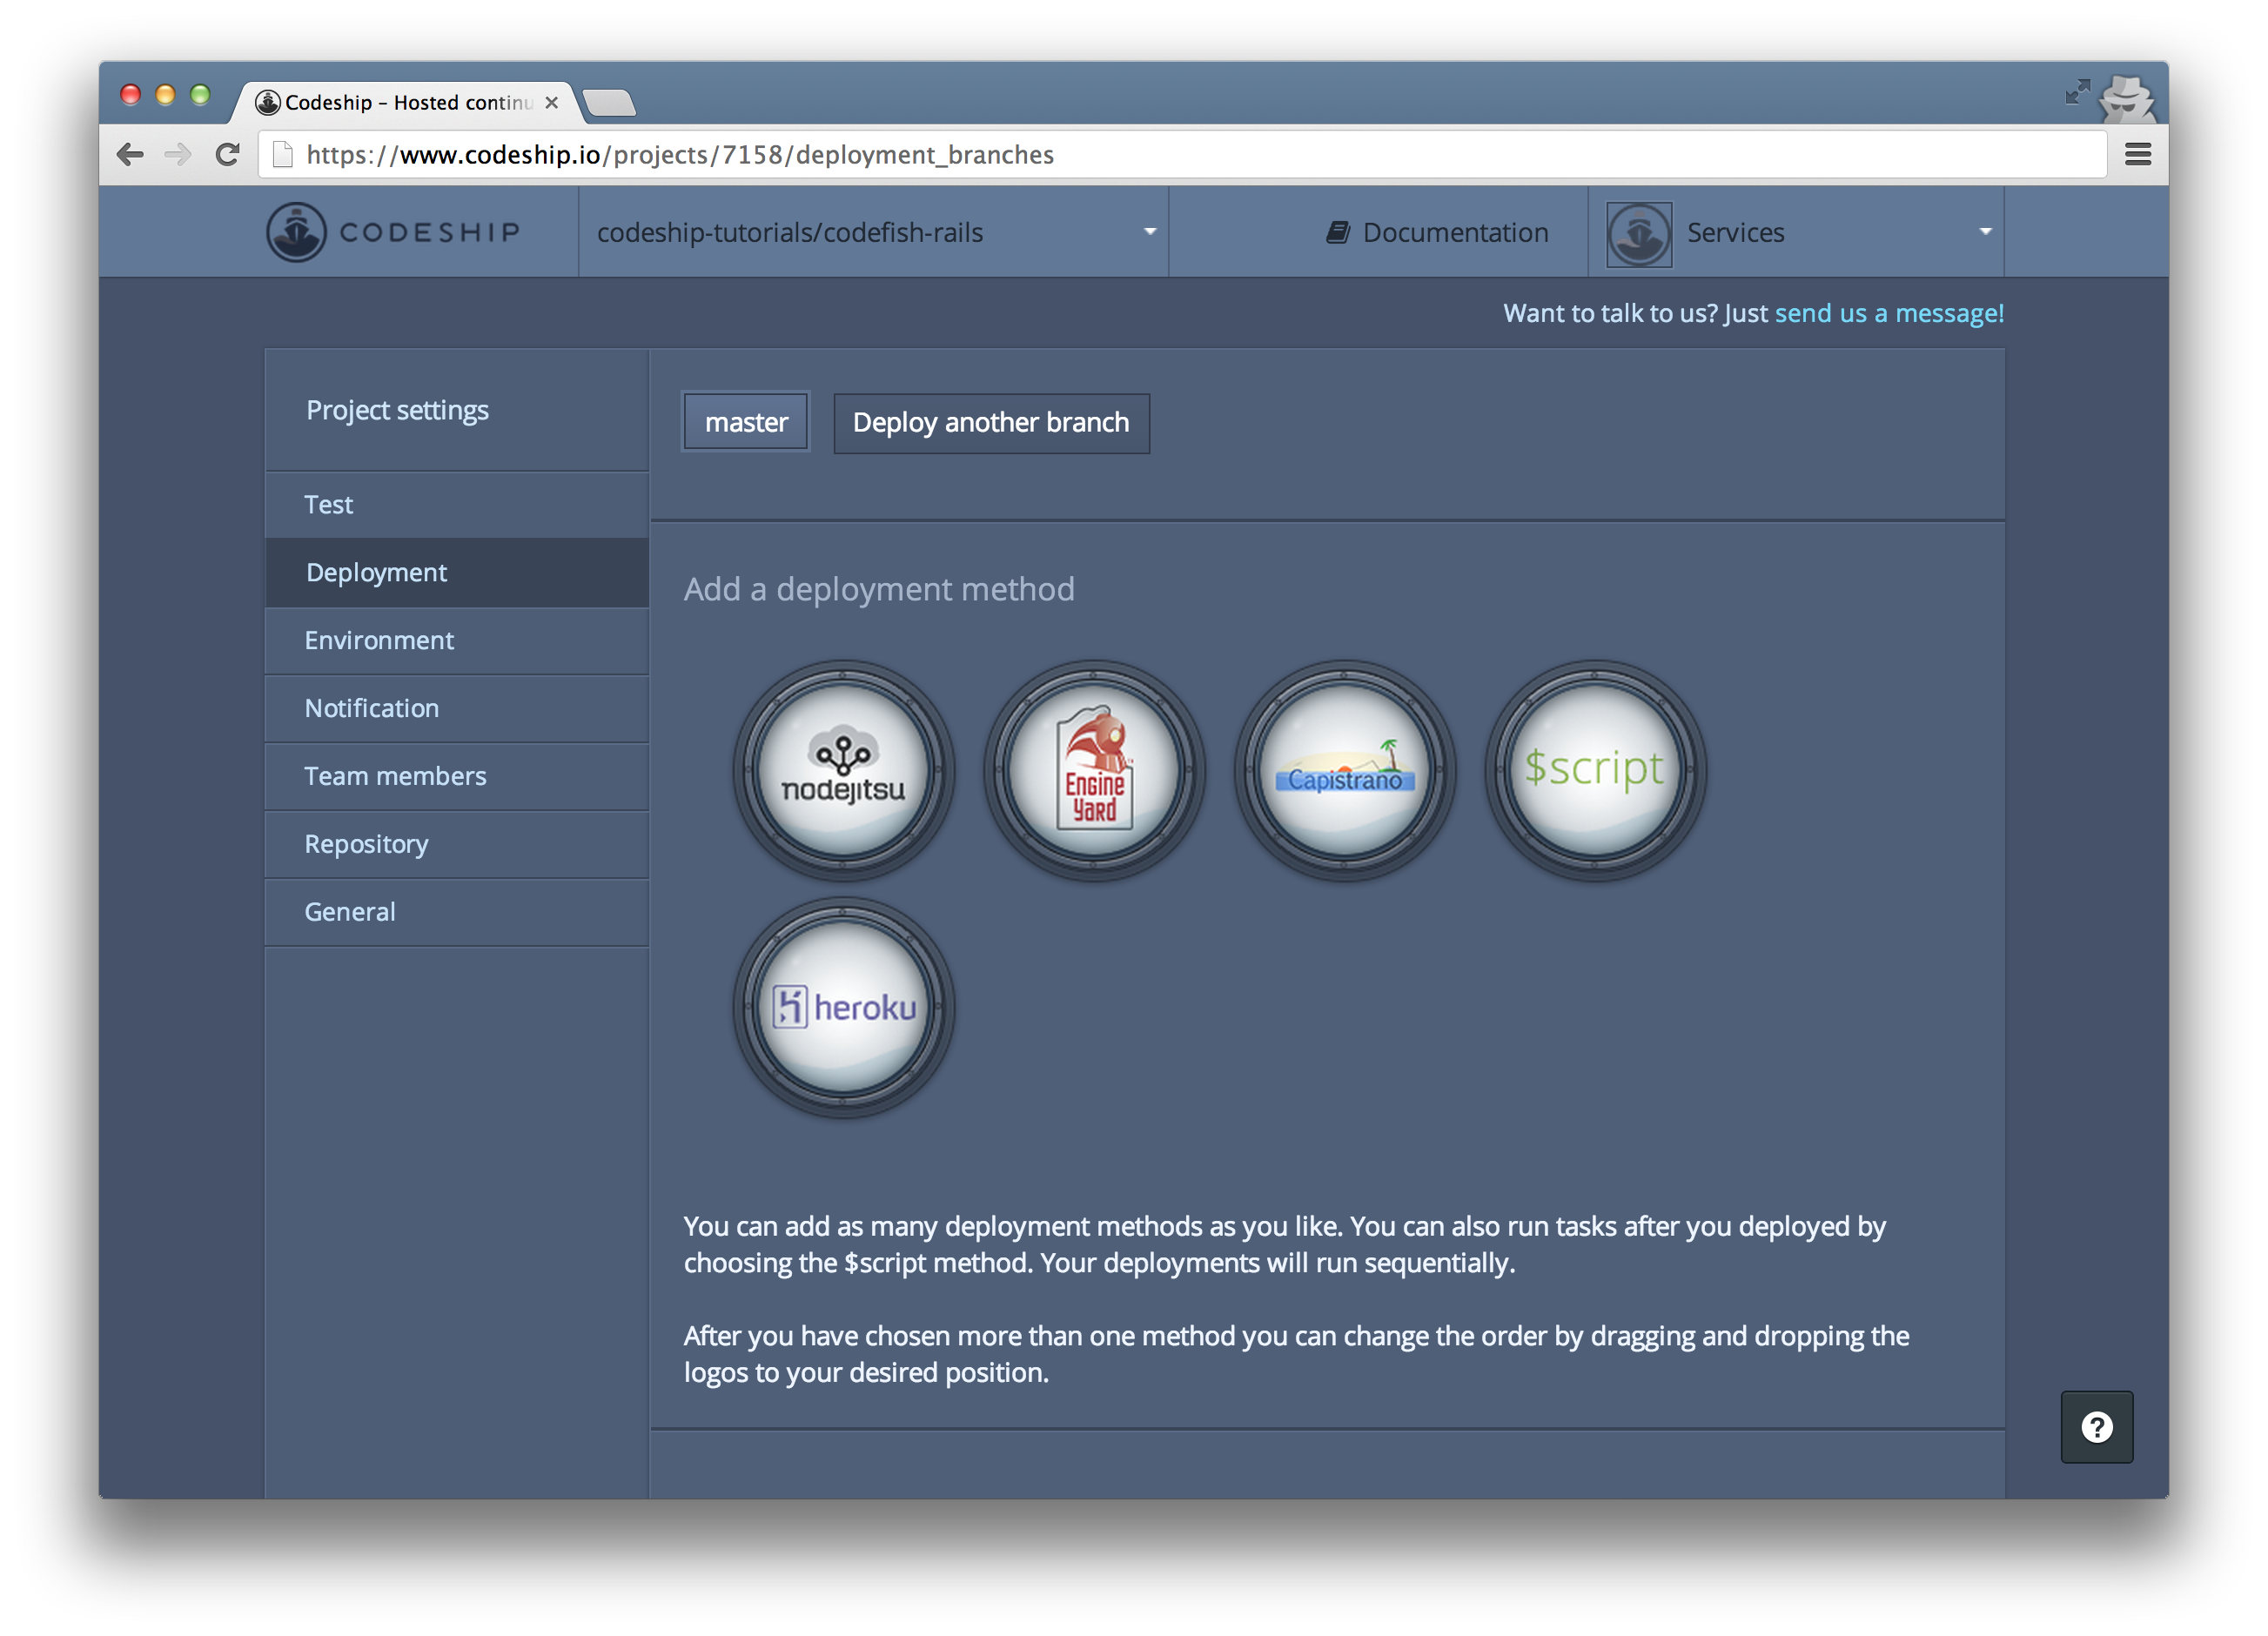 Codeship – Hosted continu
https://www.codeship.io/projects/7158/deployment_branches
CODESHIP
codeship-tutorials/codefish-rails
Documentation
Services
Want to talk to us? Just send us a message!
Project settings
Test
Deployment
Environment
Notification
Team members
Repository
General
master
Deploy another branch
Add a deployment method
nodejitsu
Engine
Yard
Capistrano
$script
heroku
You can add as many deployment methods as you like. You can also run tasks after you deployed by
choosing the $script method. Your deployments will run sequentially.
After you have chosen more than one method you can change the order by dragging and dropping the
logos to your desired position.
?